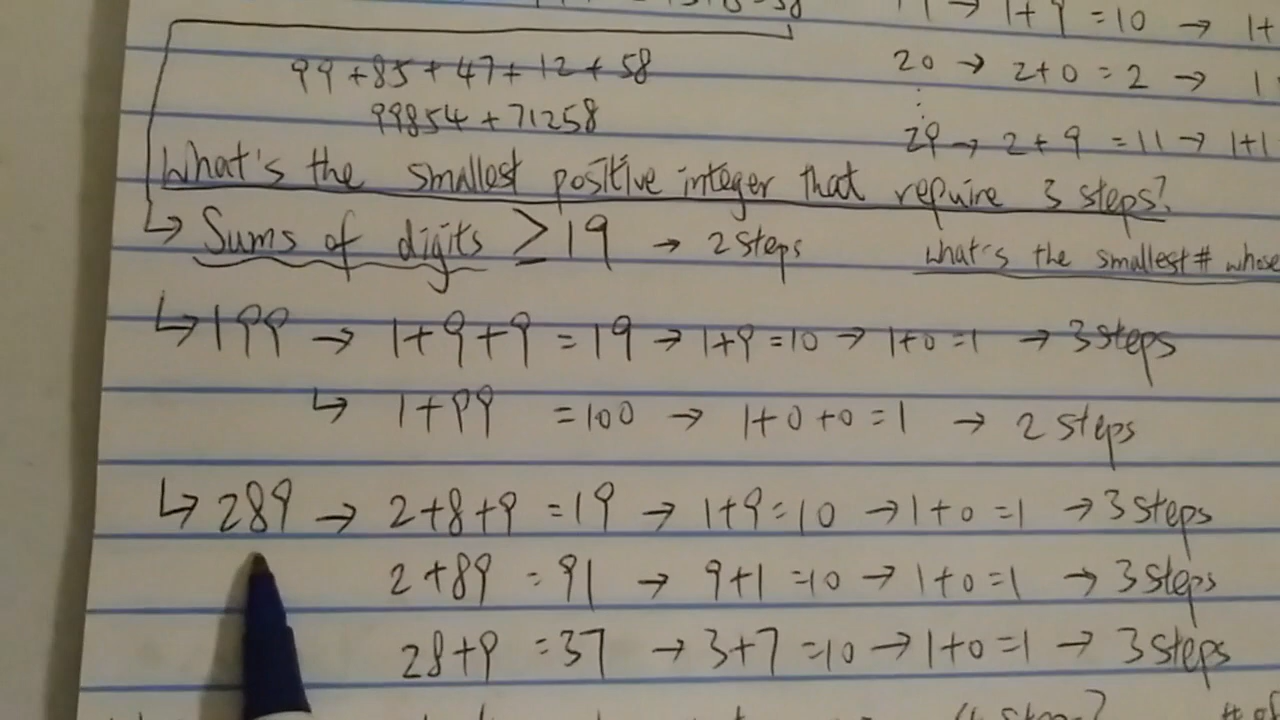 1+9 =10 → 1+
99+85+47+12+58
20 → 2+0 = 2 →
99854+71258
29 → 2+9 =11 → 1+1
What's the smallest positive integer that require 3 steps?
↳ Sums of digits ≥19 → 2 steps
what's the smallest # whose
↳199 → 1+9+9 =19 → 1+9=10 → 1+0=1 → 3 steps
↳ 1+99 =100 → 1+0+0=1 → 2 steps
↳289 → 2+8+9 =19 → 1+9=10 → 1+0=1 → 3 steps
2+89 =91 → 9+1=10 → 1+0=1 → 3 steps
28+9 =37 → 3+7=10 → 1+0=1 → 3 steps